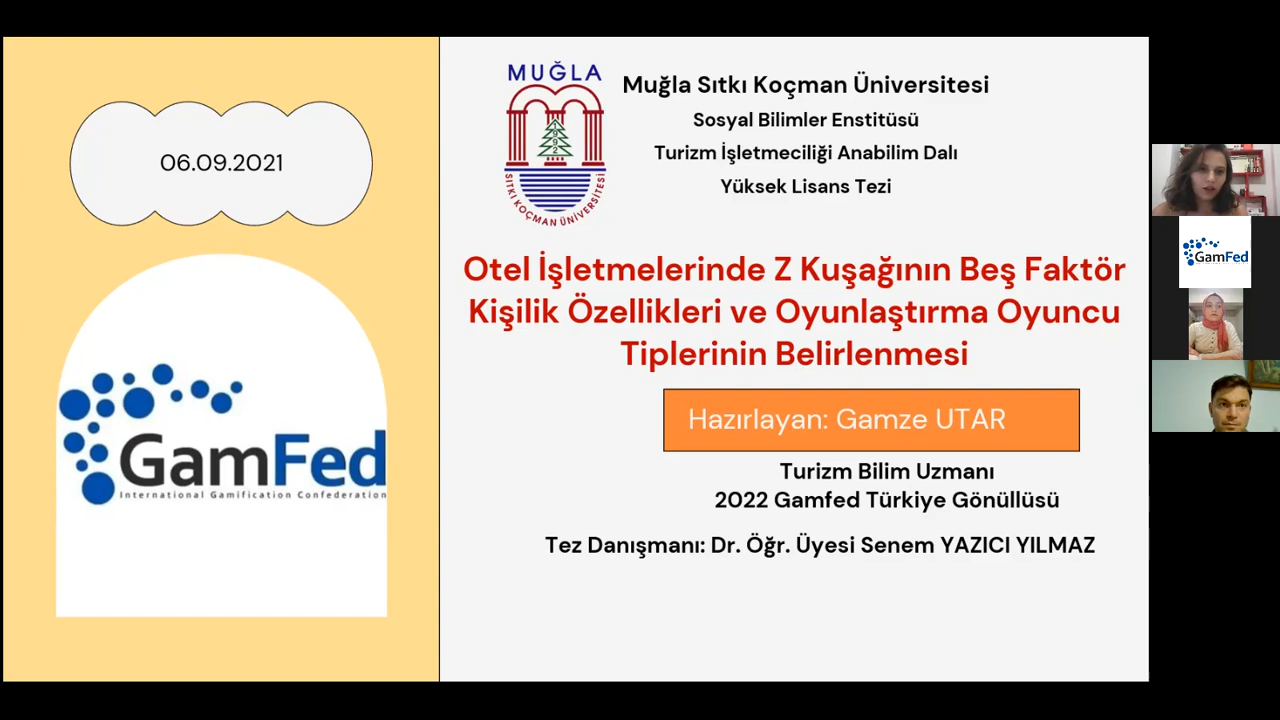 06.09.2021
GamFed
International Gamification Confederation
MUĞLA
1992
SITKI KOÇMAN ÜNİVERSİTESİ
Muğla Sıtkı Koçman Üniversitesi
Sosyal Bilimler Enstitüsü
Turizm İşletmeciliği Anabilim Dalı
Yüksek Lisans Tezi
Otel İşletmelerinde Z Kuşağının Beş Faktör
Kişilik Özellikleri ve Oyunlaştırma Oyuncu
Tiplerinin Belirlenmesi
Hazırlayan: Gamze UTAR
Turizm Bilim Uzmanı
2022 Gamfed Türkiye Gönüllüsü
Tez Danışmanı: Dr. Öğr. Üyesi Senem YAZICI YILMAZ
GamFed